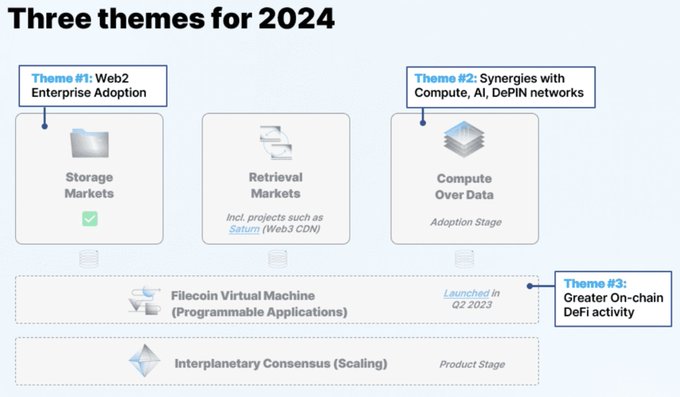 Three themes for 2024
Theme #1: Web2
Enterprise Adoption
Theme #2: Synergies with
Compute, AI, DePIN networks
Storage
Markets
Retrieval
Markets
Incl. projects such as
Saturn (Web3 CDN)
Compute
Over Data
Adoption Stage
Theme #3:
Greater On-chain
DeFi activity
Filecoin Virtual Machine
(Programmable Applications)
Launched in
Q2 2023
Interplanetary Consensus (Scaling)
Product Stage